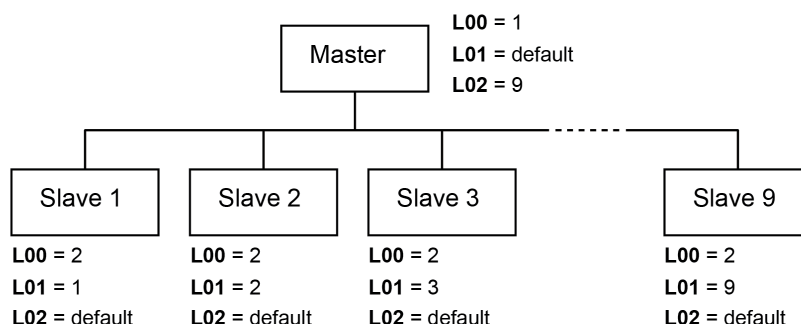 Master
L00 = 1
L01 = default
L02 = 9
Slave 1
L00 = 2
L01 = 1
L02 = default
Slave 2
L00 = 2
L01 = 2
L02 = default
Slave 3
L00 = 2
L01 = 3
L02 = default
Slave 9
L00 = 2
L01 = 9
L02 = default